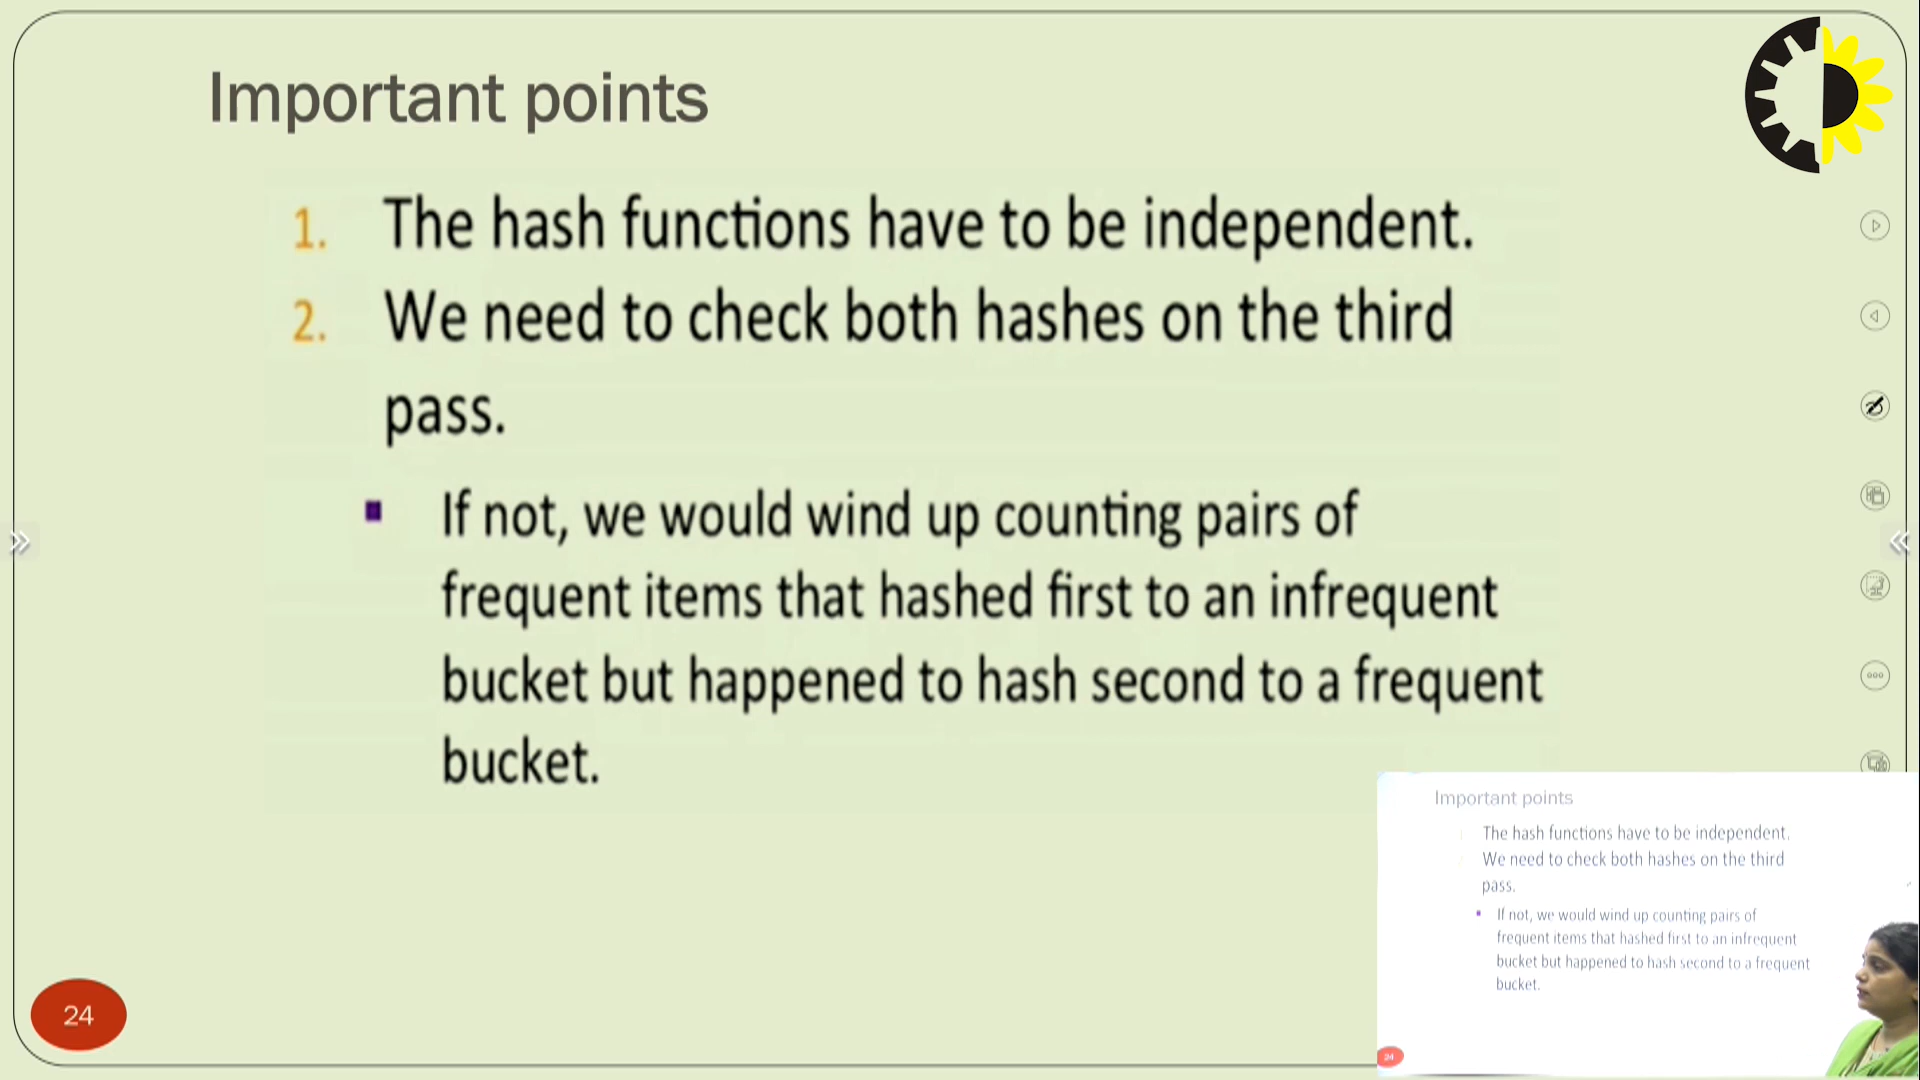 Important points
1. The hash functions have to be independent.
2. We need to check both hashes on the third
pass.
If not, we would wind up counting pairs of
frequent items that hashed first to an infrequent
bucket but happened to hash second to a frequent
bucket.
24
Important points
The hash functions have to be independent.
We need to check both hashes on the third
pass.
If not, we would wind up counting pairs of
frequent items that hashed first to an infrequent
bucket but happened to hash second to a frequent
bucket.
24